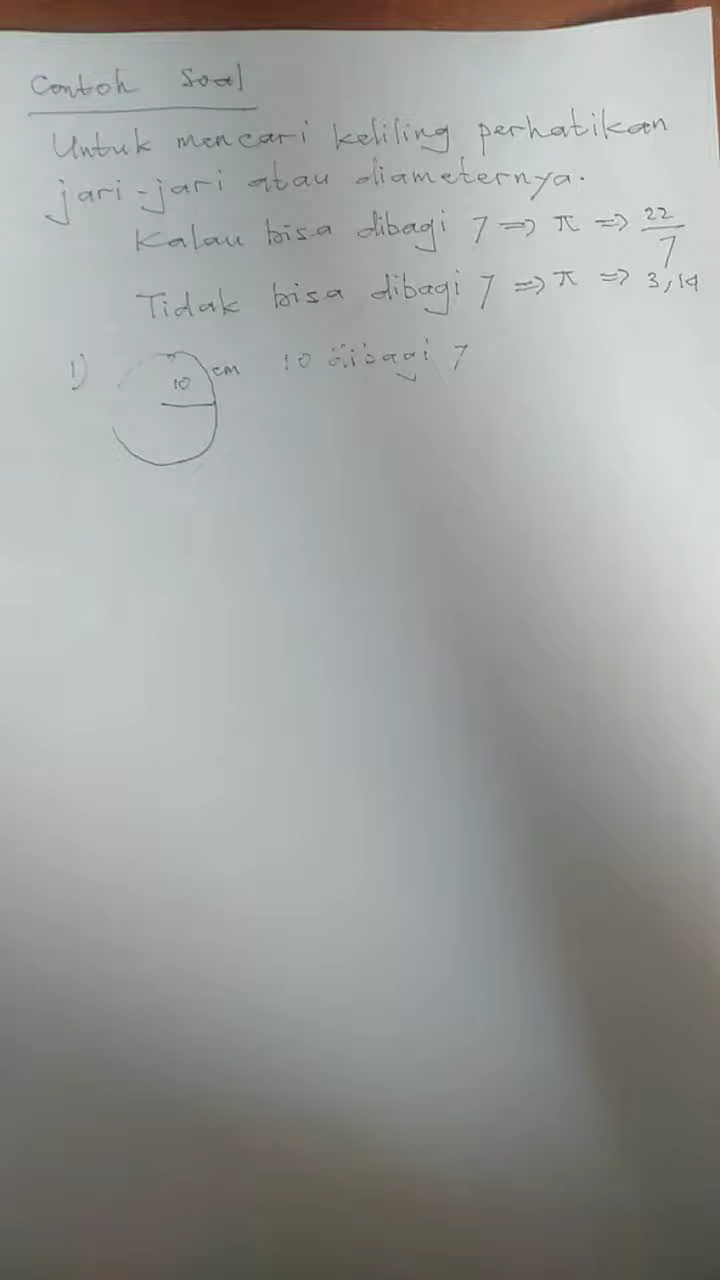 Contoh Soal
Untuk mencari keliling perhatikan
jari-jari atau diameternya.
Kalau bisa dibagi 7 => π => 22/7
Tidak bisa dibagi 7 => π => 3,14
1) 10 cm 10 dibagi 7